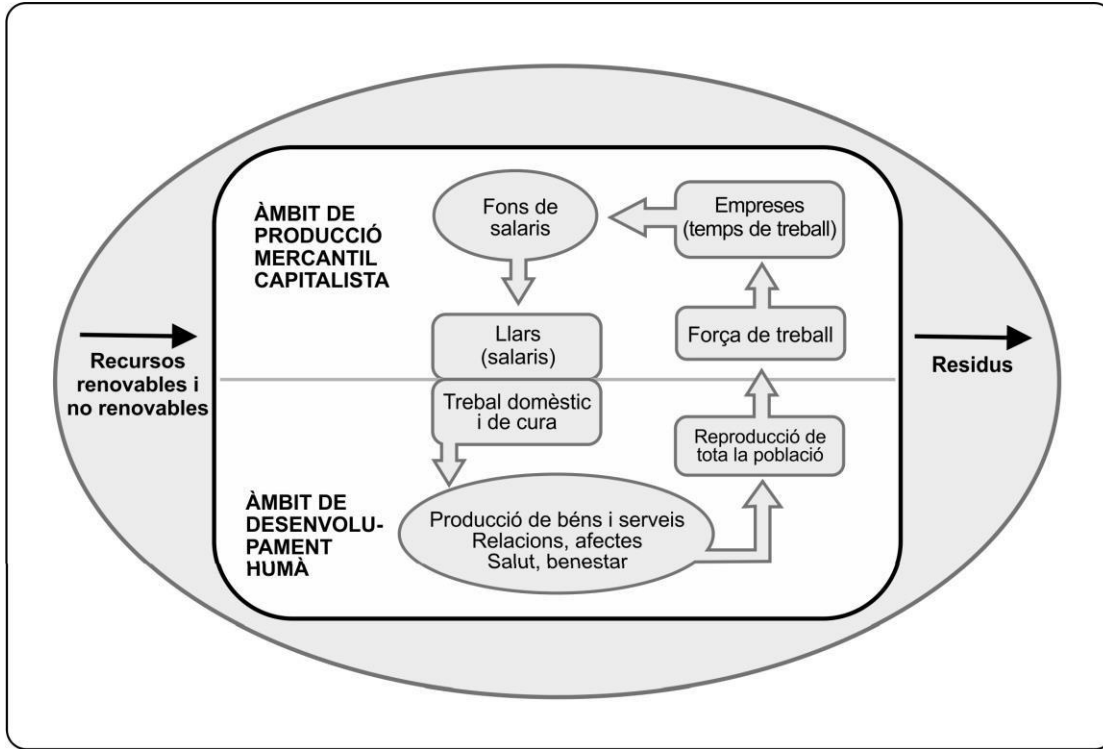 ÀMBIT DE
PRODUCCIÓ
MERCANTIL
CAPITALISTA
Fons de
salaris
Empreses
(temps de treball)
Llars
(salaris)
Força de treball
Recursos
renovables i
no renovables
Residus
Trebal domèstic
i de cura
Reproducció de
tota la població
ÀMBIT DE
DESENVOLU-
PAMENT
HUMÀ
Producció de béns i serveis
Relacions, afectes
Salut, benestar